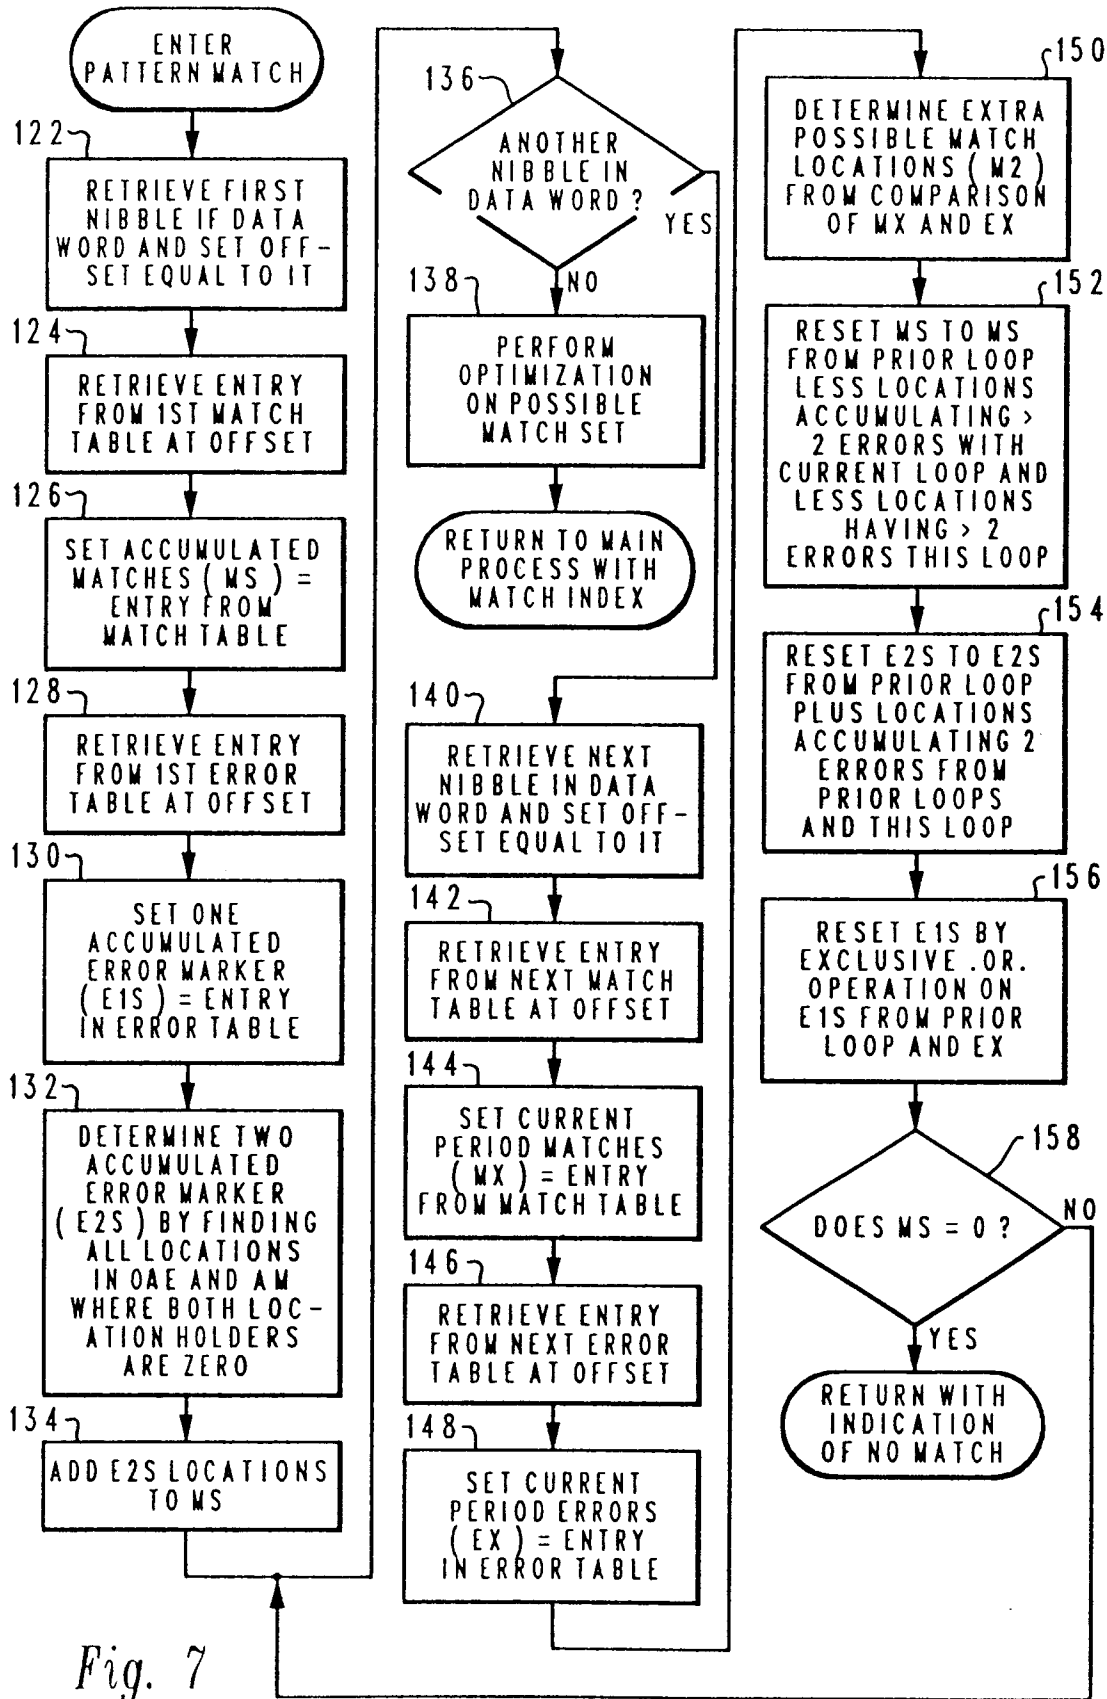 ENTER
PATTERN MATCH
122
RETRIEVE FIRST
NIBBLE IF DATA
WORD AND SET OFF-
SET EQUAL TO IT
124
RETRIEVE ENTRY
FROM 1ST MATCH
TABLE AT OFFSET
126
SET ACCUMULATED
MATCHES (MS) =
ENTRY FROM
MATCH TABLE
128
RETRIEVE ENTRY
FROM 1ST ERROR
TABLE AT OFFSET
130
SET ONE
ACCUMULATED
ERROR MARKER
(E1S) = ENTRY
IN ERROR TABLE
132
DETERMINE TWO
ACCUMULATED
ERROR MARKER
(E2S) BY FINDING
ALL LOCATIONS
IN OAE AND AM
WHERE BOTH LOC-
ATION HOLDERS
ARE ZERO
134
ADD E2S LOCATIONS
TO MS
136
ANOTHER
NIBBLE IN
DATA WORD ?
YES
NO
138
PERFORM
OPTIMIZATION
ON POSSIBLE
MATCH SET
RETURN TO MAIN
PROCESS WITH
MATCH INDEX
140
RETRIEVE NEXT
NIBBLE IN DATA
WORD AND SET OFF-
SET EQUAL TO IT
142
RETRIEVE ENTRY
FROM NEXT MATCH
TABLE AT OFFSET
144
SET CURRENT
PERIOD MATCHES
(MX) = ENTRY
FROM MATCH TABLE
146
RETRIEVE ENTRY
FROM NEXT ERROR
TABLE AT OFFSET
148
SET CURRENT
PERIOD ERRORS
(EX) = ENTRY
IN ERROR TABLE
150
DETERMINE EXTRA
POSSIBLE MATCH
LOCATIONS (M2)
FROM COMPARISON
OF MX AND EX
152
RESET MS TO MS
FROM PRIOR LOOP
LESS LOCATIONS
ACCUMULATING >
2 ERRORS WITH
CURRENT LOOP AND
LESS LOCATIONS
HAVING > 2
ERRORS THIS LOOP
154
RESET E2S TO E2S
FROM PRIOR LOOP
PLUS LOCATIONS
ACCUMULATING 2
ERRORS FROM
PRIOR LOOPS
AND THIS LOOP
156
RESET E1S BY
EXCLUSIVE .OR.
OPERATION ON
E1S FROM PRIOR
LOOP AND EX
158
DOES MS = 0 ?
NO
YES
RETURN WITH
INDICATION
OF NO MATCH
Fig. 7